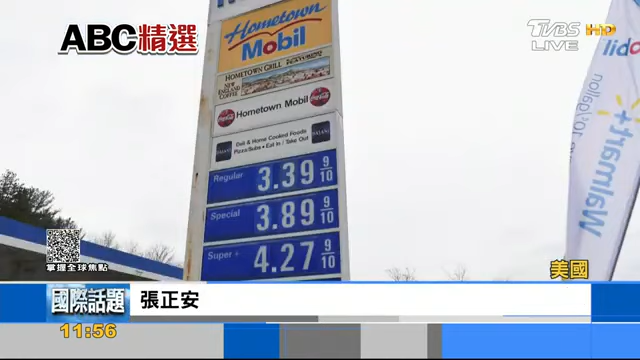 ABC精選
TVBS HD
LIVE
Hometown
Mobil
HOMETOWN GRILL
NEW ENGLAND COFFEE
Hometown Mobil
Deli & Home Cooked Foods
Pizza/Subs • Eat in / Take Out
Regular 3.39 9/10
Special 3.89 9/10
Super + 4.27 9/10
Walmart+
掌握全球焦點
美國
國際話題
張正安
11:56